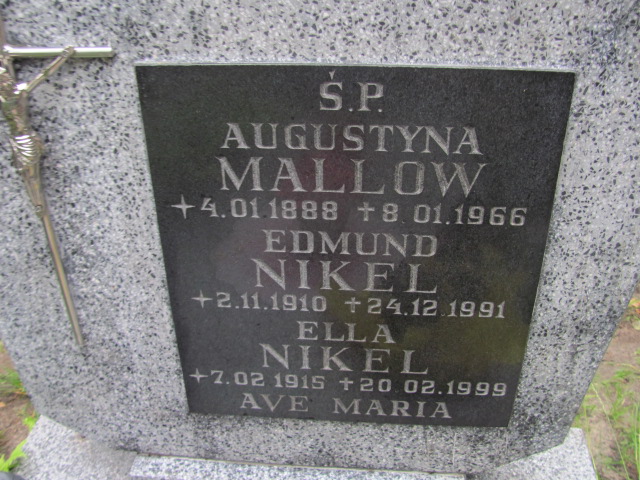 Ś.P.
AUGUSTYNA
MALLOW
✢ 4.01.1888 ✝ 8.01.1966
EDMUND
NIKEL
✢ 2.11.1910 ✝ 24.12.1991
ELLA
NIKEL
✢ 7.02 1915 ✝ 20.02.1999
AVE MARIA